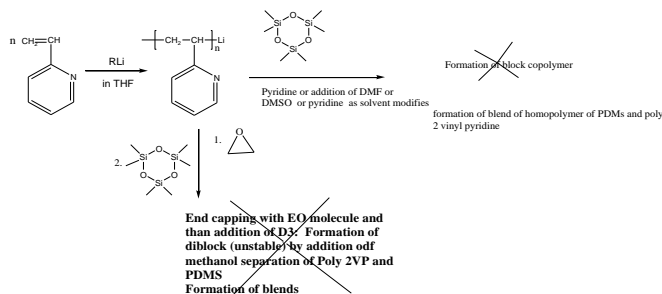 n CH₂=CH
N
RLi
in THF
CH₂—CH
Li
n
N
Si
O
Si
O
Si
O
Pyridine or addition of DMF or
DMSO or pyridine as solvent modifies
Formation of block copolymer
formation of blend of homopolymer of PDMs and poly
2 vinyl pyridine
1.
O
2.
Si
O
Si
O
Si
O
End capping with EO molecule and
than addition of D3: Formation of
diblock (unstable) by addition odf
methanol separation of Poly 2VP and
PDMS
Formation of blends